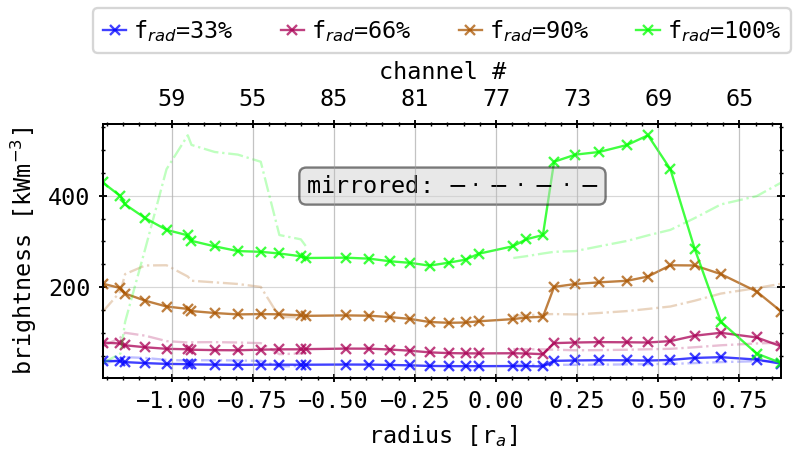 f_rad=33% f_rad=66% f_rad=90% f_rad=100%
channel #
59 55 85 81 77 73 69 65
mirrored: — · — · — · —
brightness [kWm⁻³]
400
200
−1.00 −0.75 −0.50 −0.25 0.00 0.25 0.50 0.75
radius [r_a]